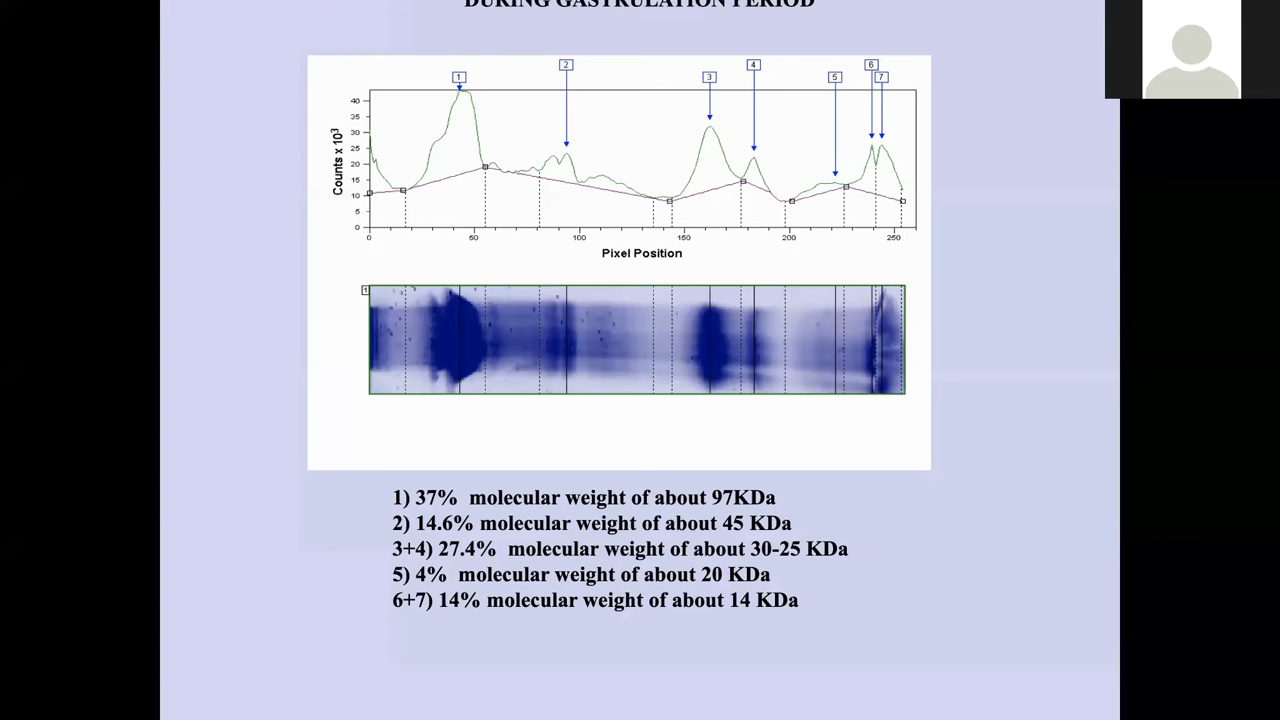 DURING GASTRULATION PERIOD
1 2 3 4 5 6 7
40
35
30
25
20
15
10
5
0
Counts x 10³
0 50 100 150 200 250
Pixel Position
1
1) 37% molecular weight of about 97KDa
2) 14.6% molecular weight of about 45 KDa
3+4) 27.4% molecular weight of about 30-25 KDa
5) 4% molecular weight of about 20 KDa
6+7) 14% molecular weight of about 14 KDa